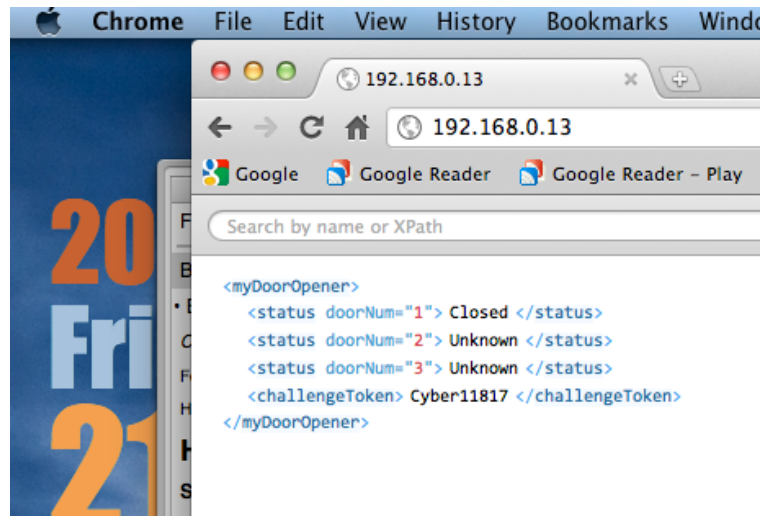 Chrome File Edit View History Bookmarks
192.168.0.13
192.168.0.13
Google Google Reader Google Reader – Play
Search by name or XPath
<myDoorOpener>
<status doorNum="1"> Closed </status>
<status doorNum="2"> Unknown </status>
<status doorNum="3"> Unknown </status>
<challengeToken> Cyber11817 </challengeToken>
</myDoorOpener>
20
Fri
21